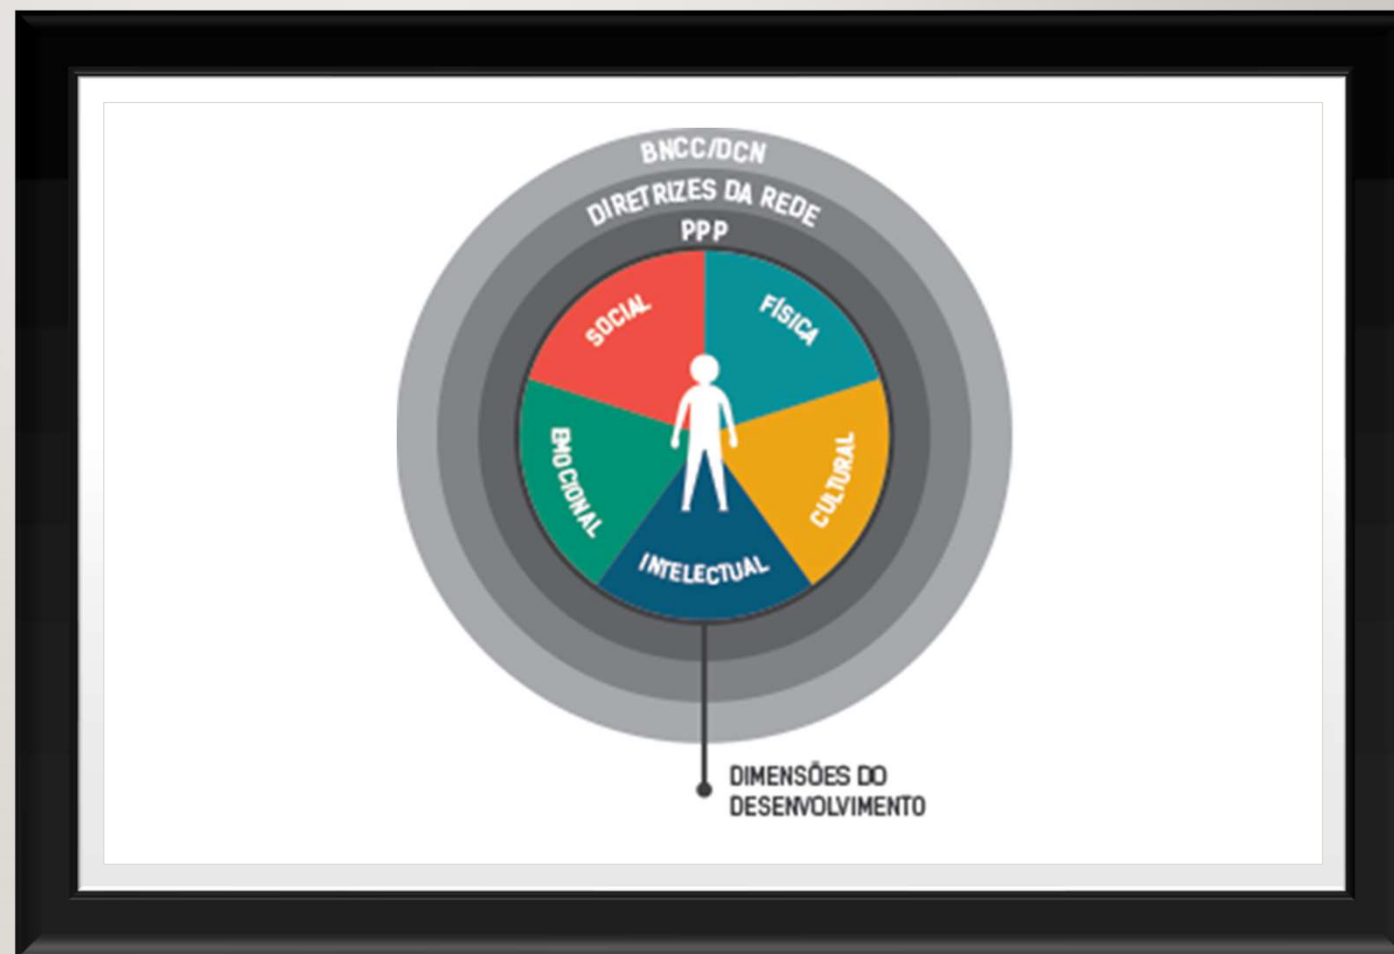 BNCC/DCN
DIRETRIZES DA REDE
PPP
SOCIAL
FÍSICA
EMOCIONAL
CULTURAL
INTELECTUAL
DIMENSÕES DO
DESENVOLVIMENTO